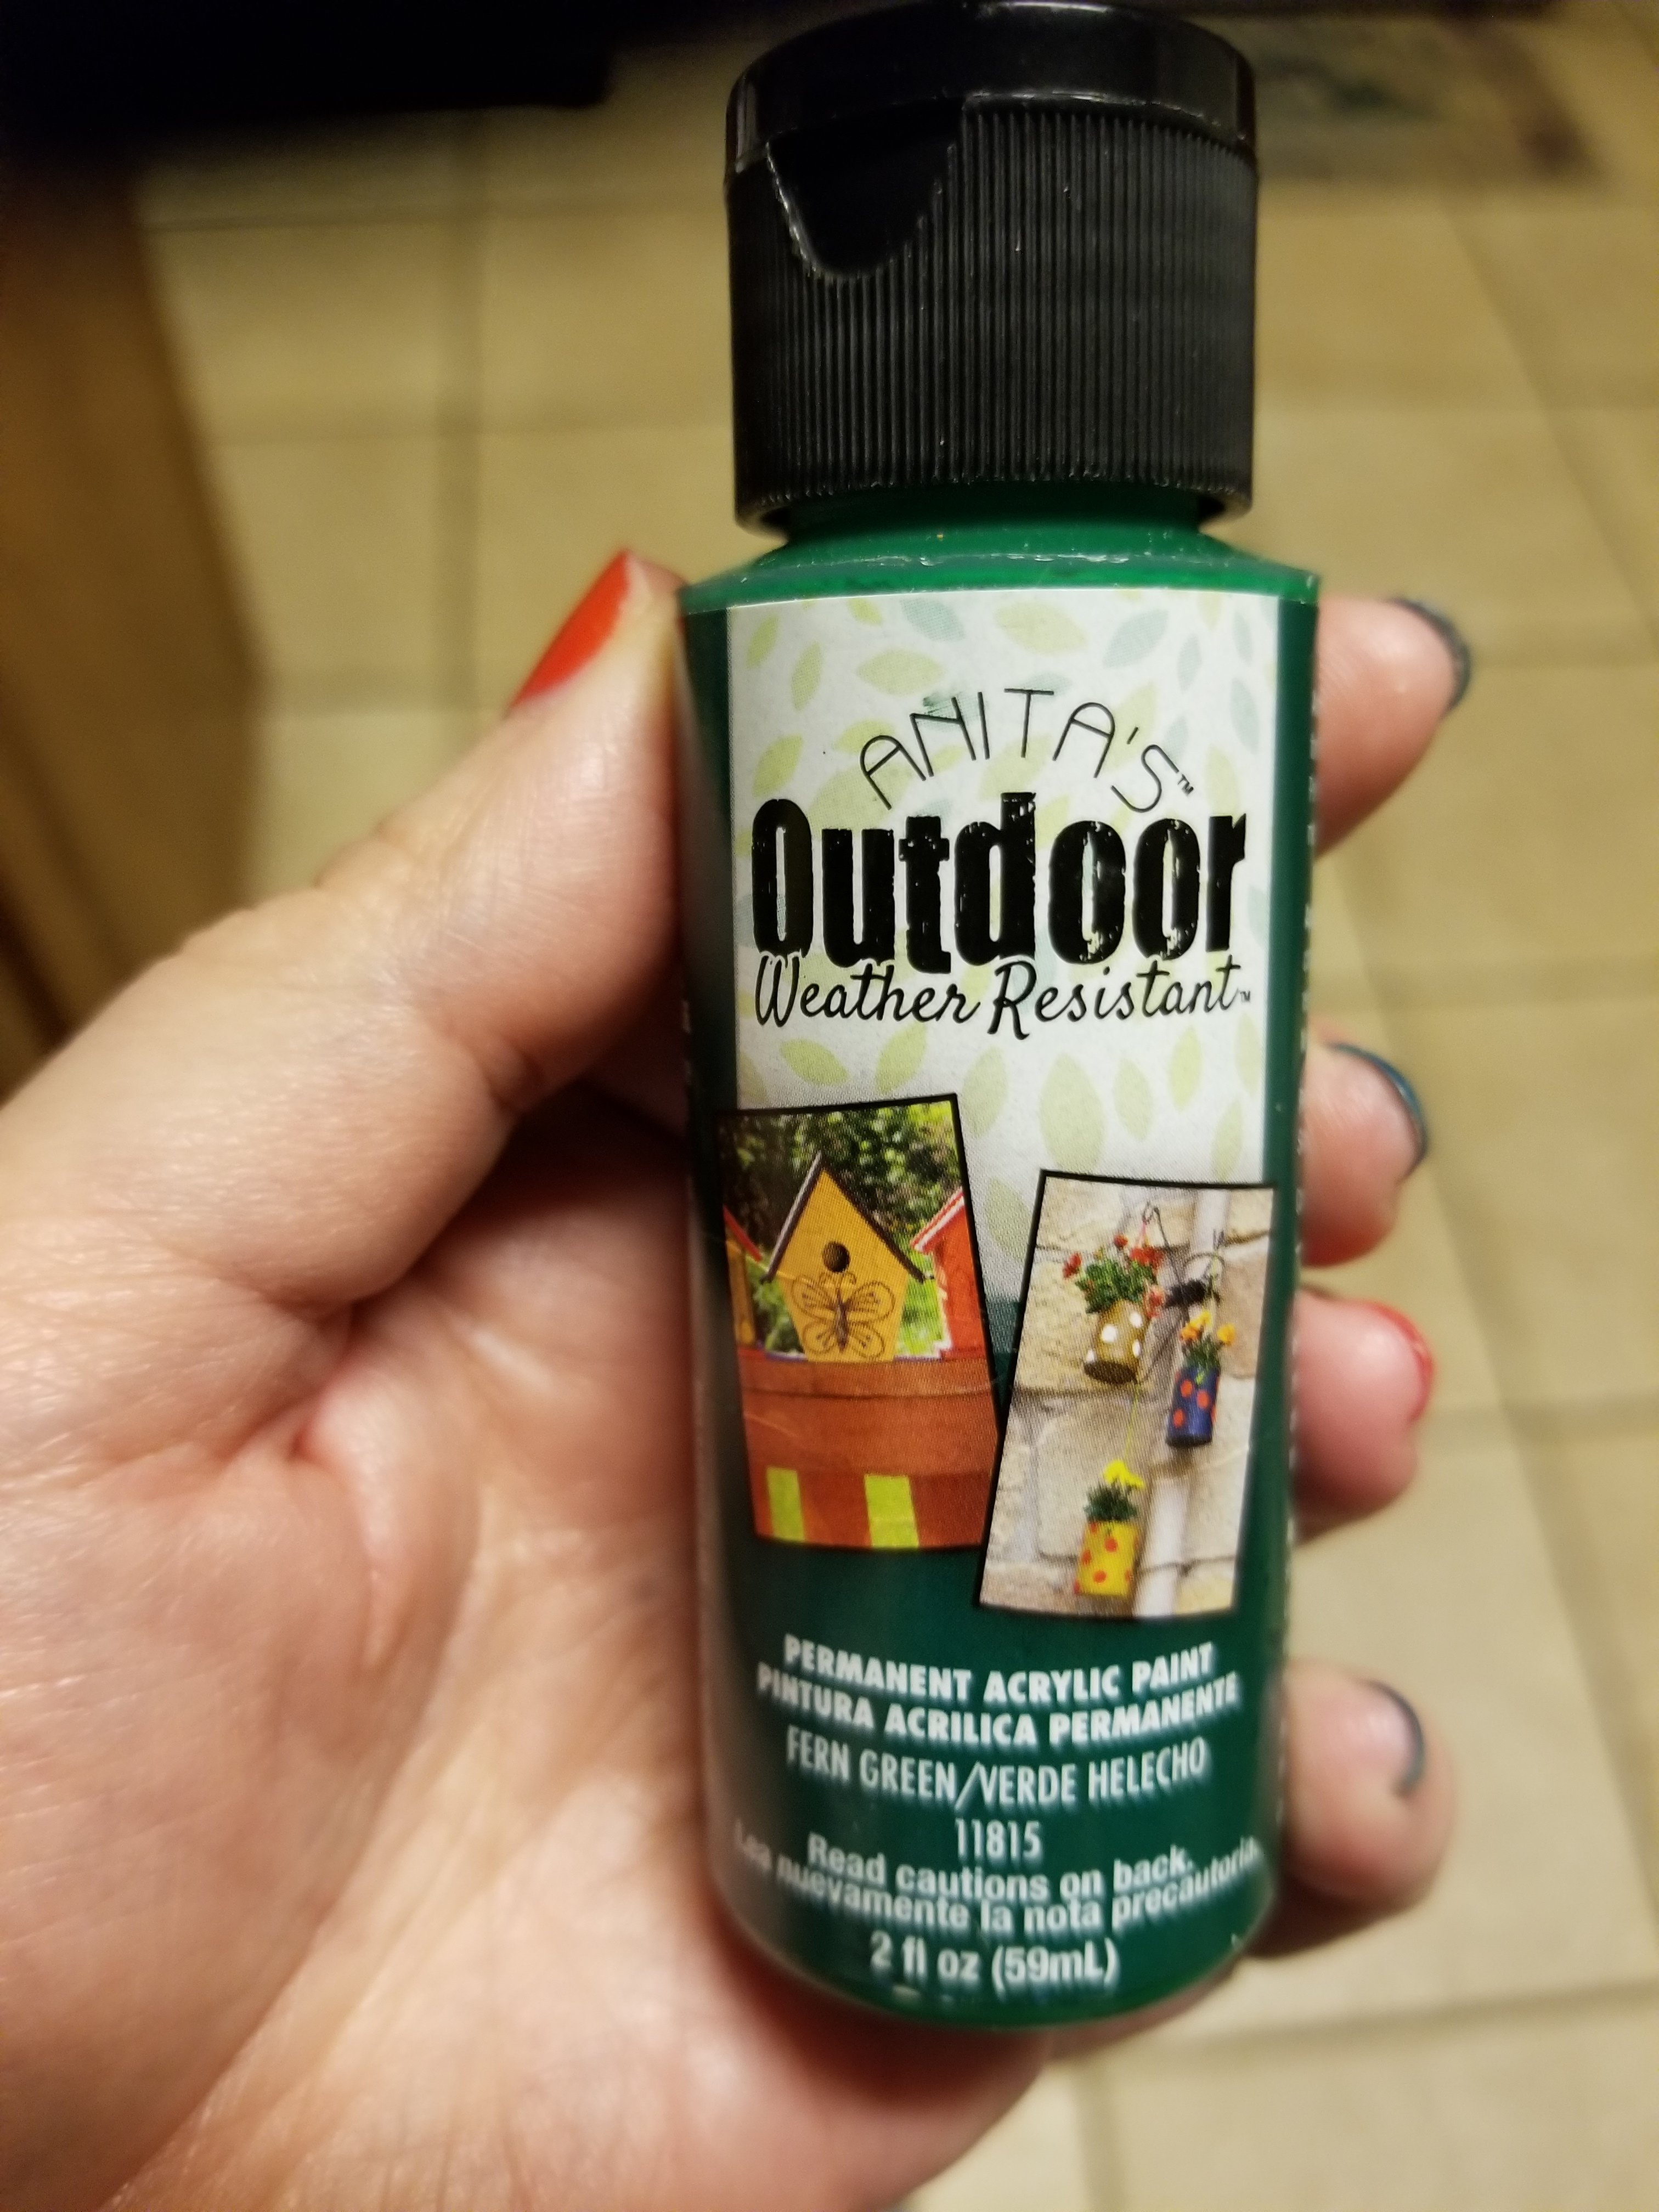 ANITA'S™
Outdoor
Weather Resistant™
PERMANENT ACRYLIC PAINT
PINTURA ACRILICA PERMANENTE
FERN GREEN/VERDE HELECHO
11815
Read cautions on back.
Lea nuevamente la nota precautoria.
2 fl oz (59mL)